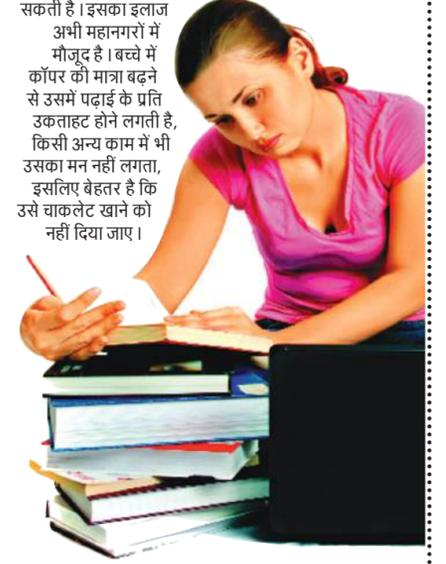 सकती है। इसका इलाज
अभी महानगरों में
मौजूद है। बच्चे में
कॉपर की मात्रा बढ़ने
से उसमें पढ़ाई के प्रति
उकताहट होने लगती है,
किसी अन्य काम में भी
उसका मन नहीं लगता,
इसलिए बेहतर है कि
उसे चाकलेट खाने को
नहीं दिया जाए।